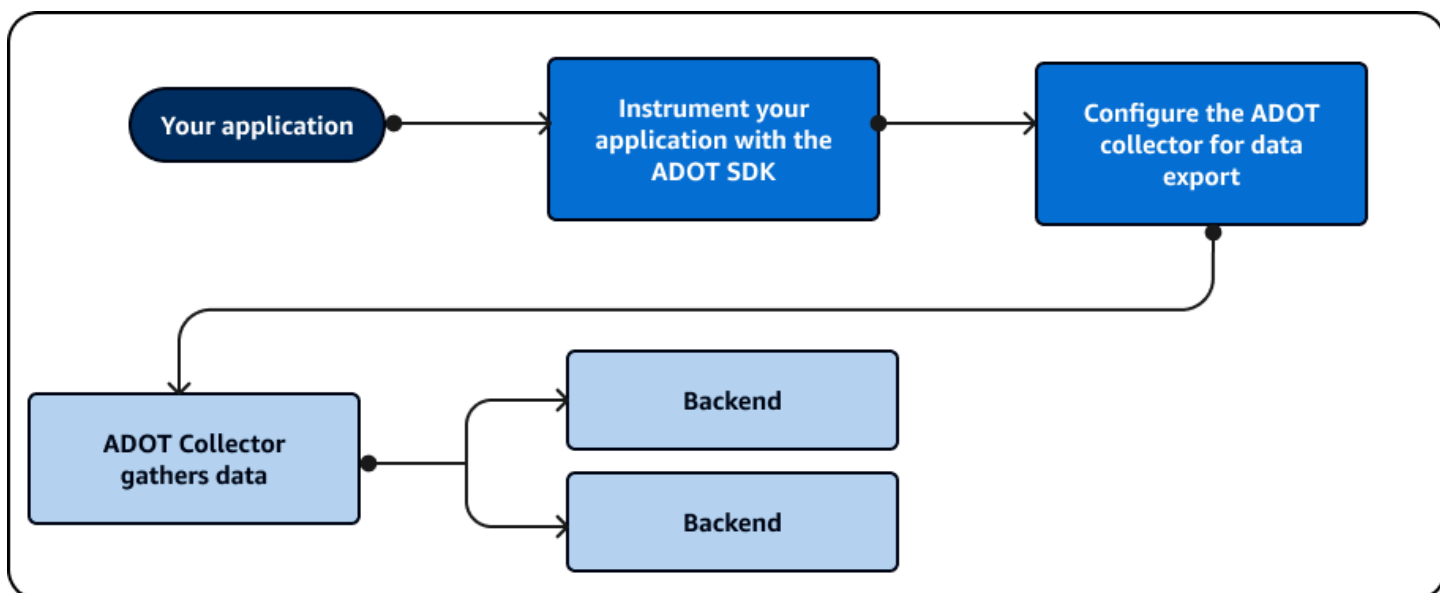 Your application
Instrument your
application with the
ADOT SDK
Configure the ADOT
collector for data
export
ADOT Collector
gathers data
Backend
Backend